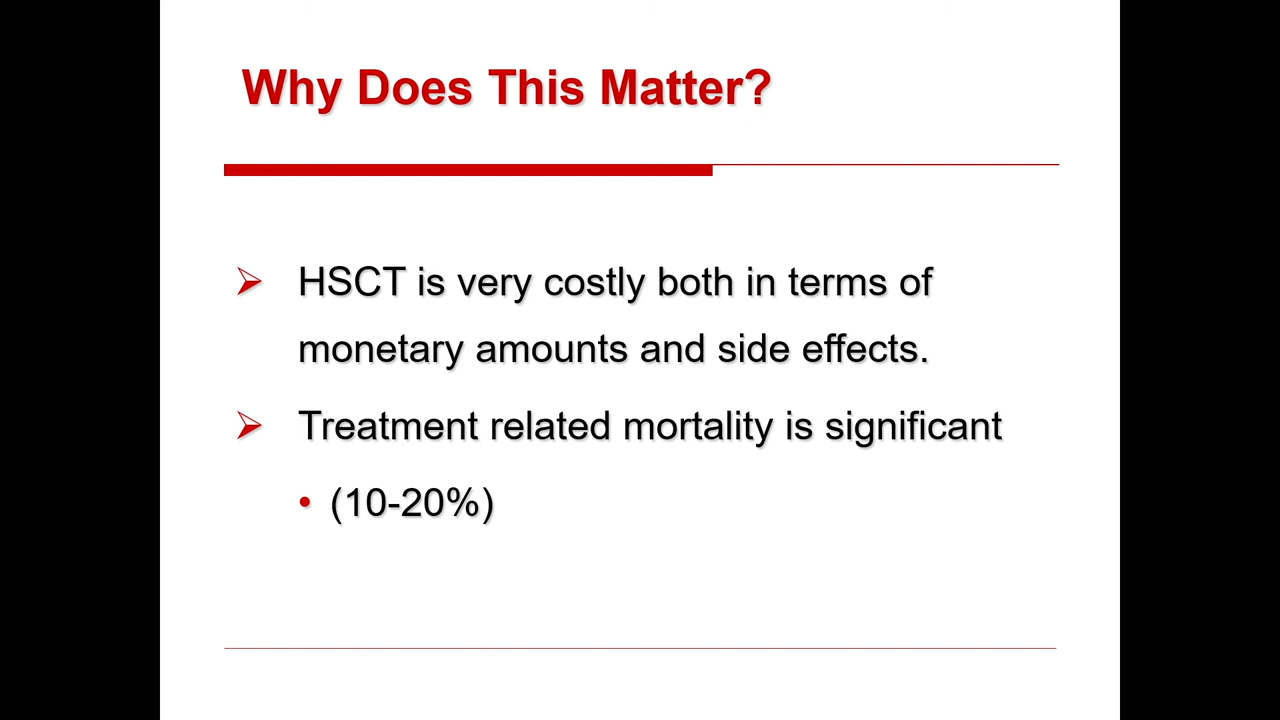 Why Does This Matter?
HSCT is very costly both in terms of
monetary amounts and side effects.
Treatment related mortality is significant
• (10-20%)